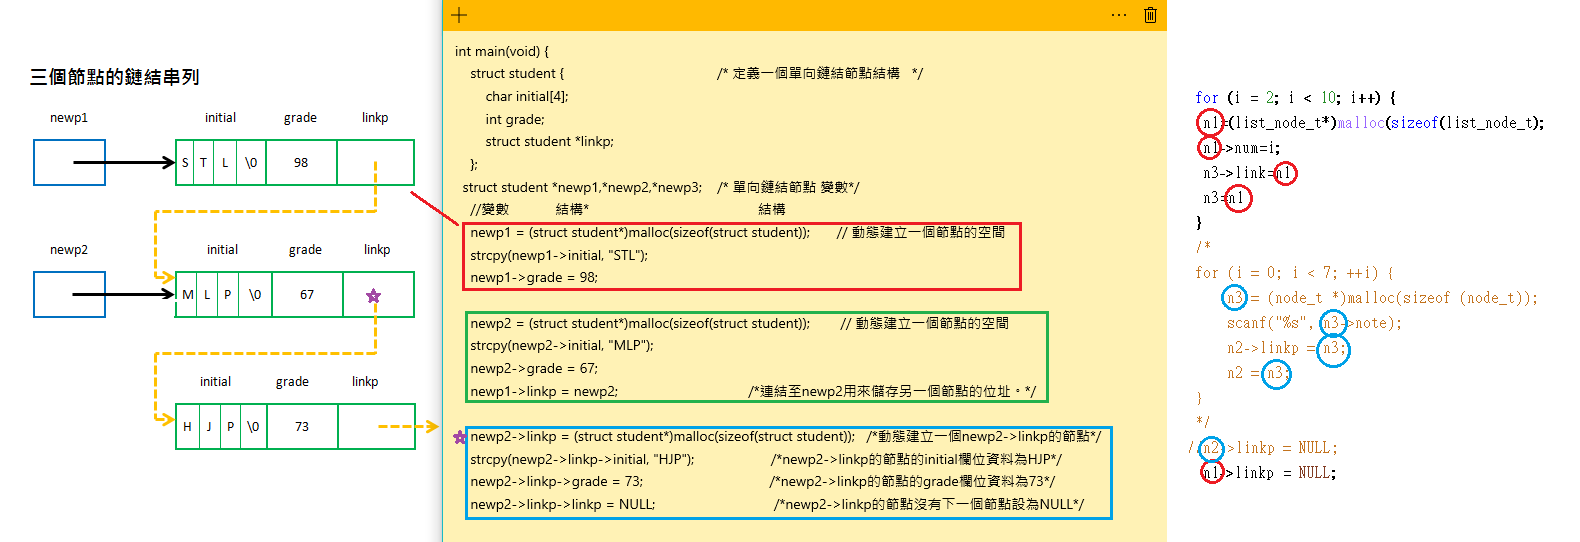 三個節點的鏈結串列
newp1 initial grade linkp
S T L \0 98
newp2 initial grade linkp
M L P \0 67
initial grade linkp
H J P \0 73
int main(void) {
struct student { /* 定義一個單向鏈結節點結構 */
char initial[4];
int grade;
struct student *linkp;
};
struct student *newp1,*newp2,*newp3; /* 單向鏈結節點 變數*/
//變數 結構* 結構
newp1 = (struct student*)malloc(sizeof(struct student)); // 動態建立一個節點的空間
strcpy(newp1->initial, "STL");
newp1->grade = 98;
newp2 = (struct student*)malloc(sizeof(struct student)); // 動態建立一個節點的空間
strcpy(newp2->initial, "MLP");
newp2->grade = 67;
newp1->linkp = newp2; /*連結至newp2用來儲存另一個節點的位址。*/
newp2->linkp = (struct student*)malloc(sizeof(struct student)); /*動態建立一個newp2->linkp的節點*/
strcpy(newp2->linkp->initial, "HJP"); /*newp2->linkp的節點的initial欄位資料為HJP*/
newp2->linkp->grade = 73; /*newp2->linkp的節點的grade欄位資料為73*/
newp2->linkp->linkp = NULL; /*newp2->linkp的節點沒有下一個節點設為NULL*/
for (i = 2; i < 10; i++) {
n1=(list_node_t*)malloc(sizeof(list_node_t);
n1->num=i;
n3->link=n1
n3=n1
}
/*
for (i = 0; i < 7; ++i) {
n3 = (node_t *)malloc(sizeof (node_t));
scanf("%s", n3->note);
n2->linkp = n3;
n2 = n3;
}
*/
//n2->linkp = NULL;
n1->linkp = NULL;